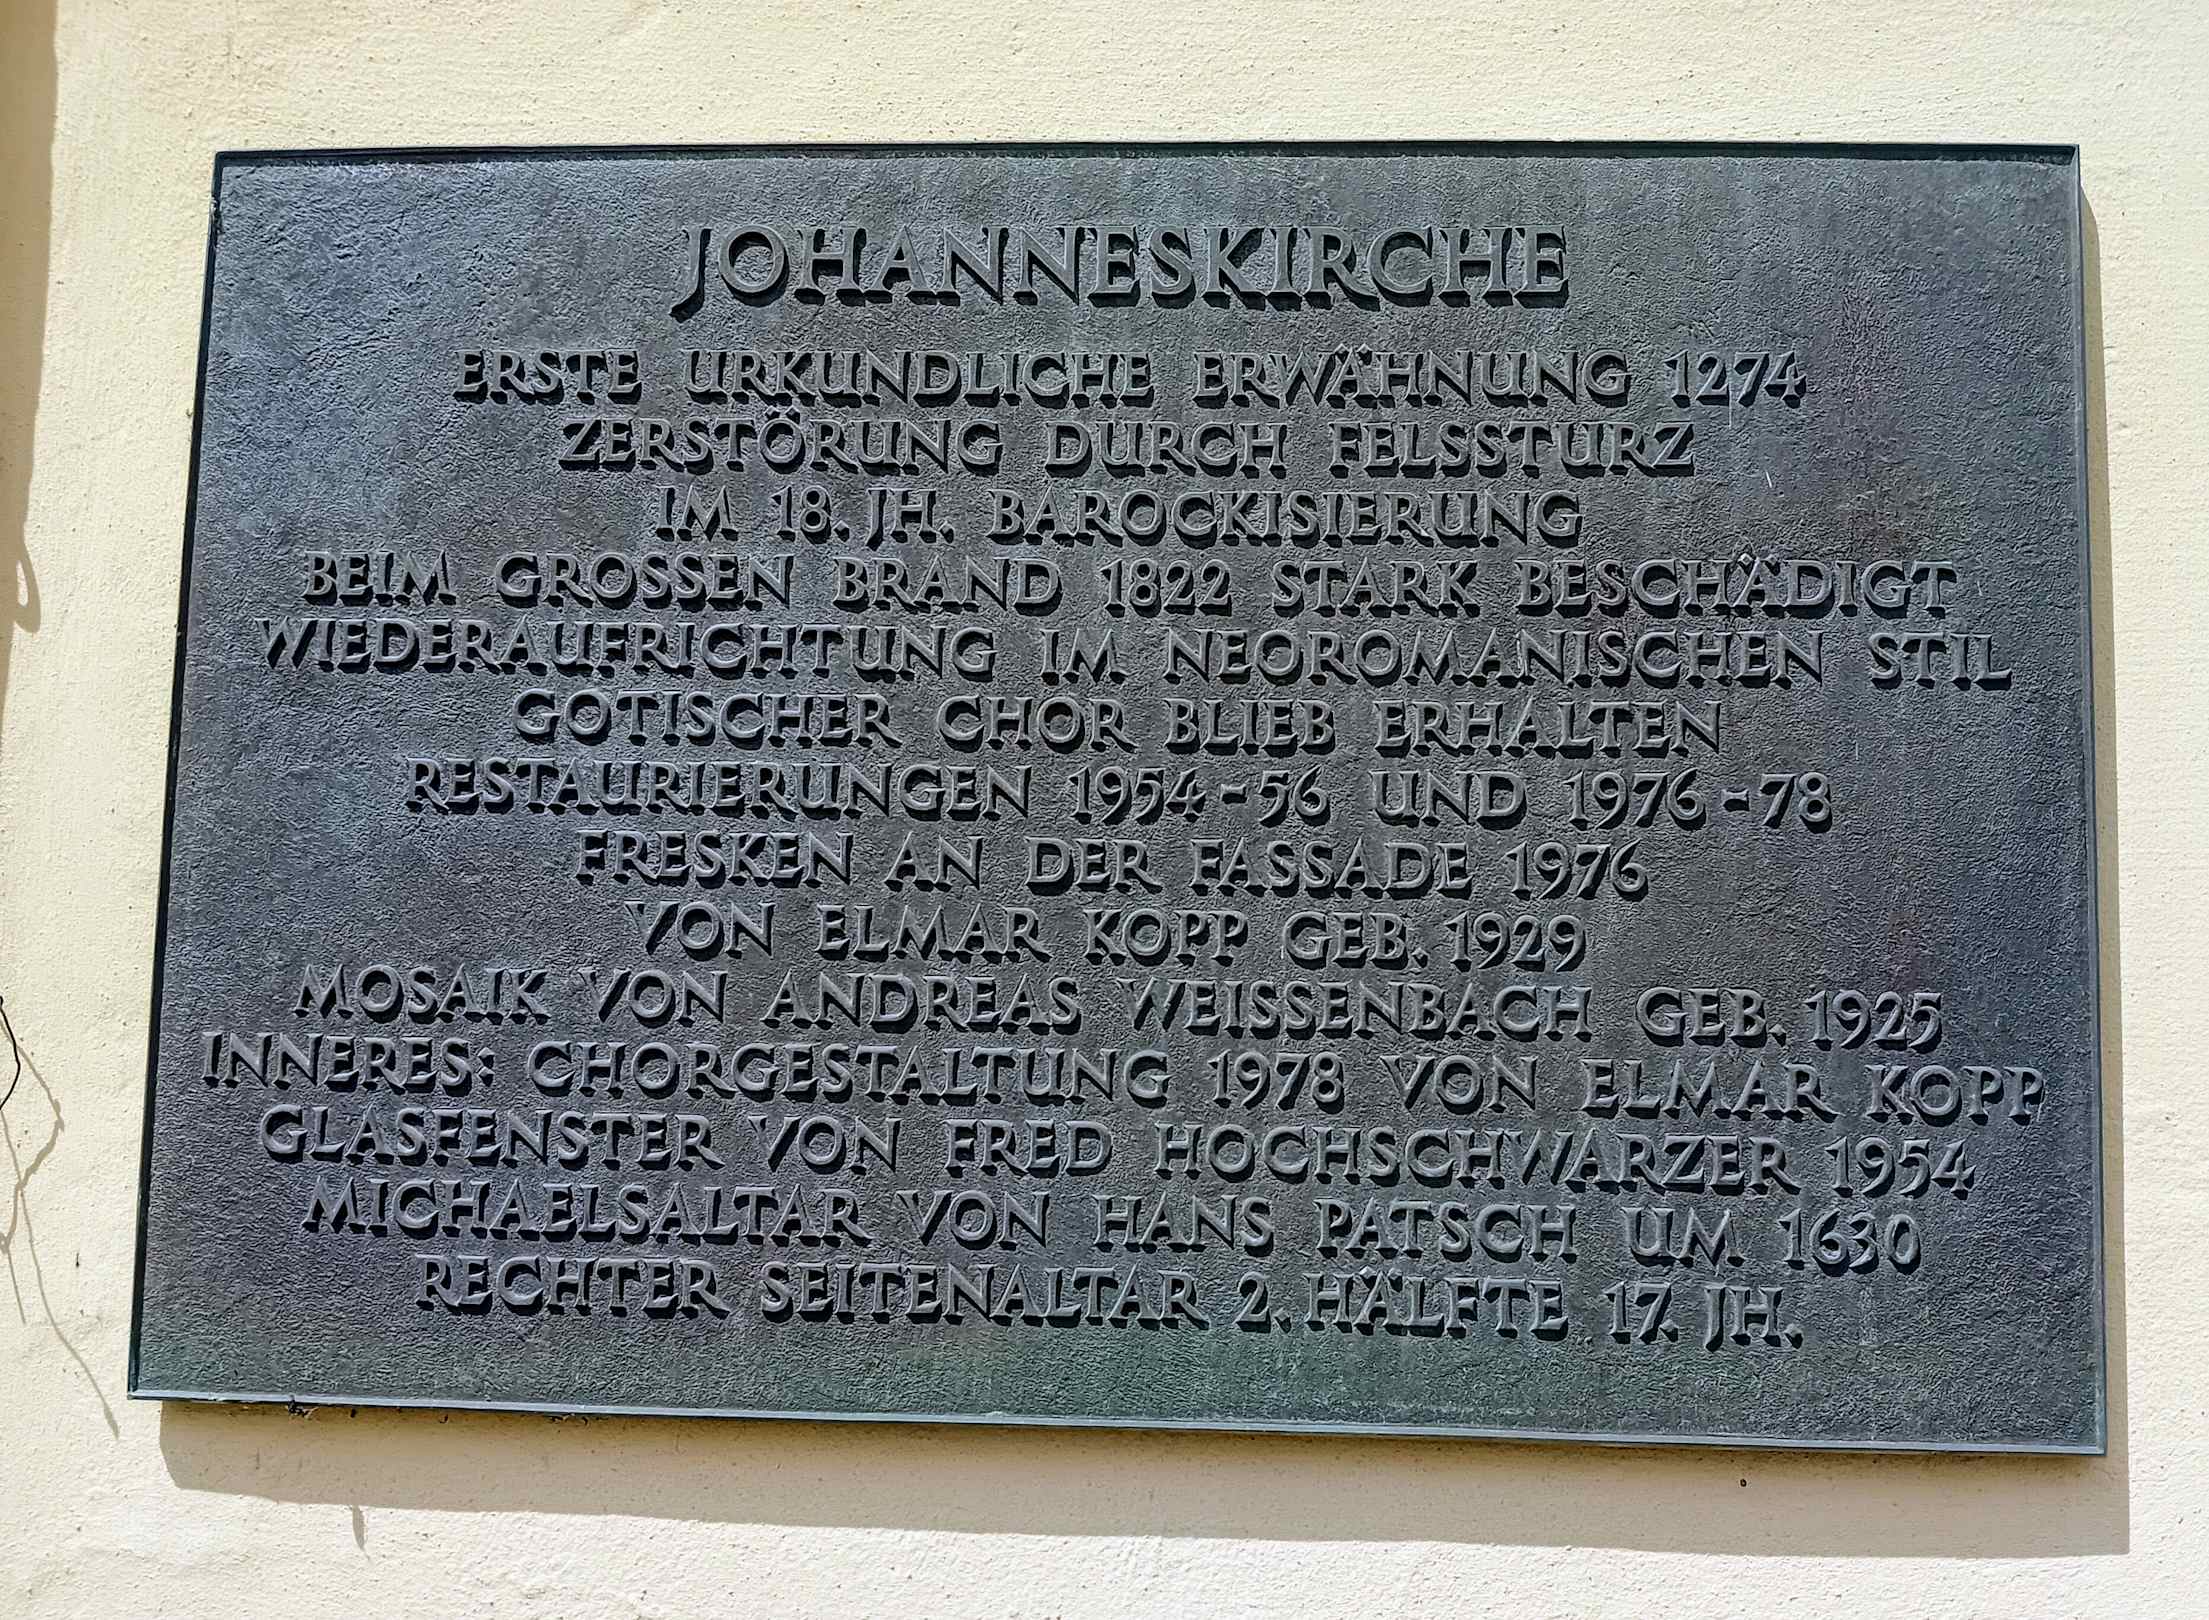 JOHANNESKIRCHE
ERSTE URKUNDLICHE ERWÄHNUNG 1274
ZERSTÖRUNG DURCH FELSSTURZ
IM 18. JH. BAROCKISIERUNG
BEIM GROSSEN BRAND 1822 STARK BESCHÄDIGT
WIEDERAUFRICHTUNG IM NEOROMANISCHEN STIL
GOTISCHER CHOR BLIEB ERHALTEN
RESTAURIERUNGEN 1954-56 UND 1976-78
FRESKEN AN DER FASSADE 1976
VON ELMAR KOPP GEB. 1929
MOSAIK VON ANDREAS WEISSENBACH GEB. 1925
INNERES: CHORGESTALTUNG 1978 VON ELMAR KOPP
GLASFENSTER VON FRED HOCHSCHWARZER 1954
MICHAELSALTAR VON HANS PATSCH UM 1630
RECHTER SEITENALTAR 2. HÄLFTE 17. JH.